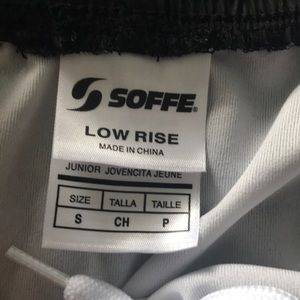 SOFFE®
LOW RISE
MADE IN CHINA
JUNIOR JOVENCITA JEUNE
SIZE TALLA TAILLE
S CH P